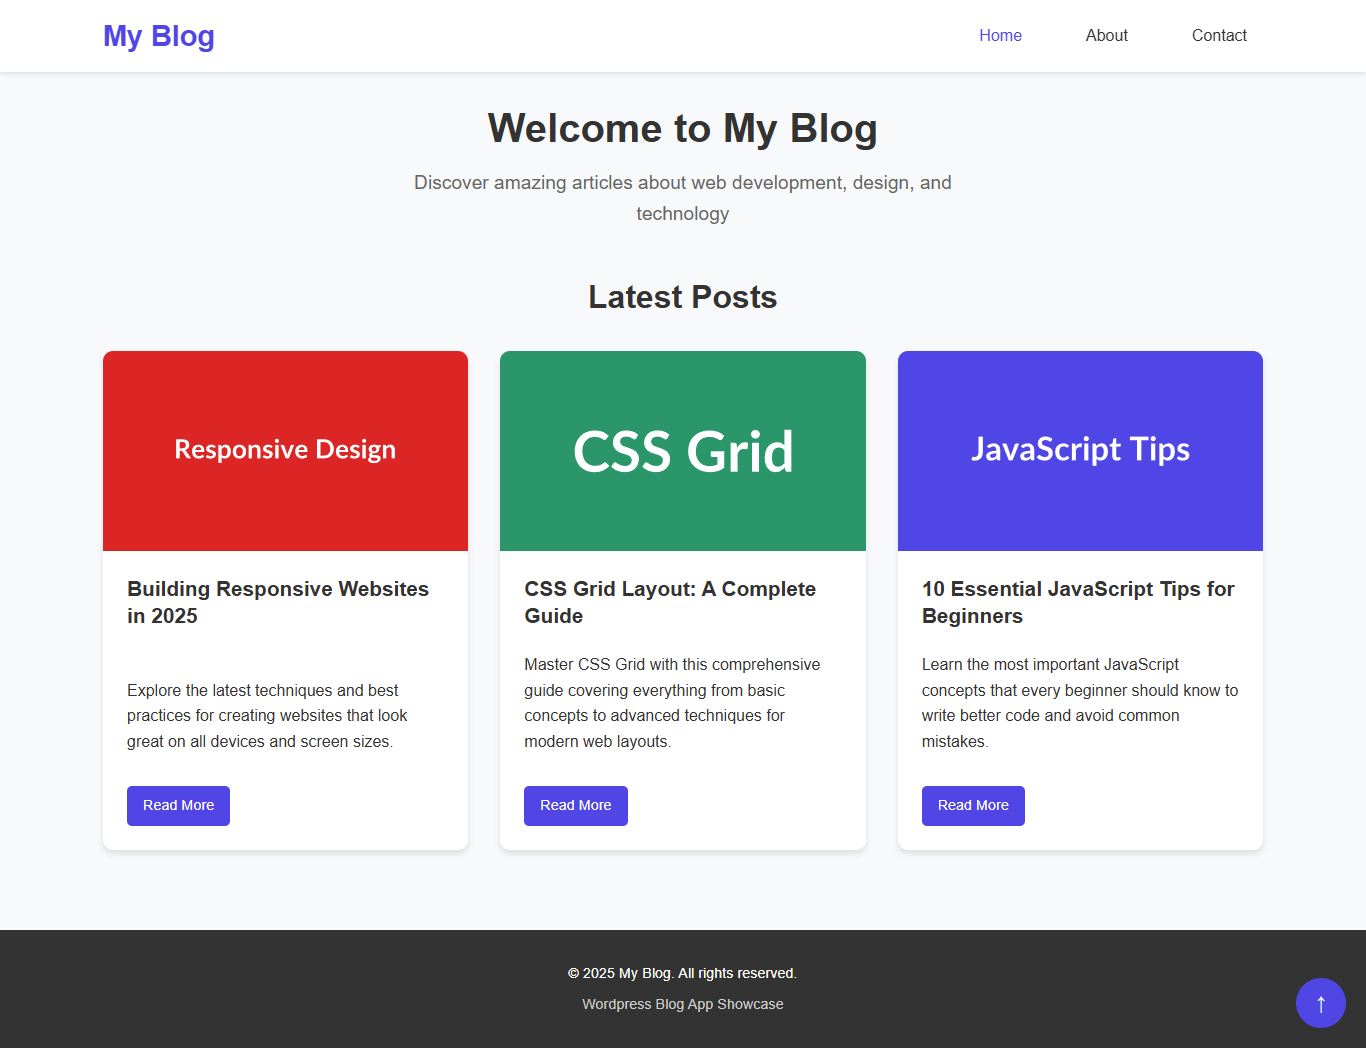 My Blog
Home
About
Contact
Welcome to My Blog
Discover amazing articles about web development, design, and
technology
Latest Posts
Responsive Design
Building Responsive Websites
in 2025
Explore the latest techniques and best
practices for creating websites that look
great on all devices and screen sizes.
Read More
CSS Grid
CSS Grid Layout: A Complete
Guide
Master CSS Grid with this comprehensive
guide covering everything from basic
concepts to advanced techniques for
modern web layouts.
Read More
JavaScript Tips
10 Essential JavaScript Tips for
Beginners
Learn the most important JavaScript
concepts that every beginner should know to
write better code and avoid common
mistakes.
Read More
© 2025 My Blog. All rights reserved.
Wordpress Blog App Showcase
↑